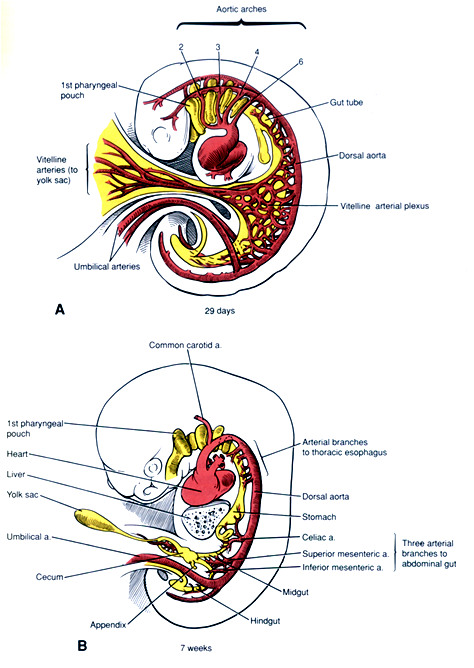 Aortic arches
2
3
4
6
1st pharyngeal
pouch
Gut tube
Vitelline
arteries (to
yolk sac)
Dorsal aorta
Vitelline arterial plexus
Umbilical arteries
A
29 days
Common carotid a.
1st pharyngeal
pouch
Arterial branches
to thoracic esophagus
Heart
Liver
Dorsal aorta
Yolk sac
Stomach
Umbilical a.
Celiac a.
Superior mesenteric a.
Inferior mesenteric a.
Three arterial
branches to
abdominal gut
Cecum
Midgut
Appendix
Hindgut
B
7 weeks